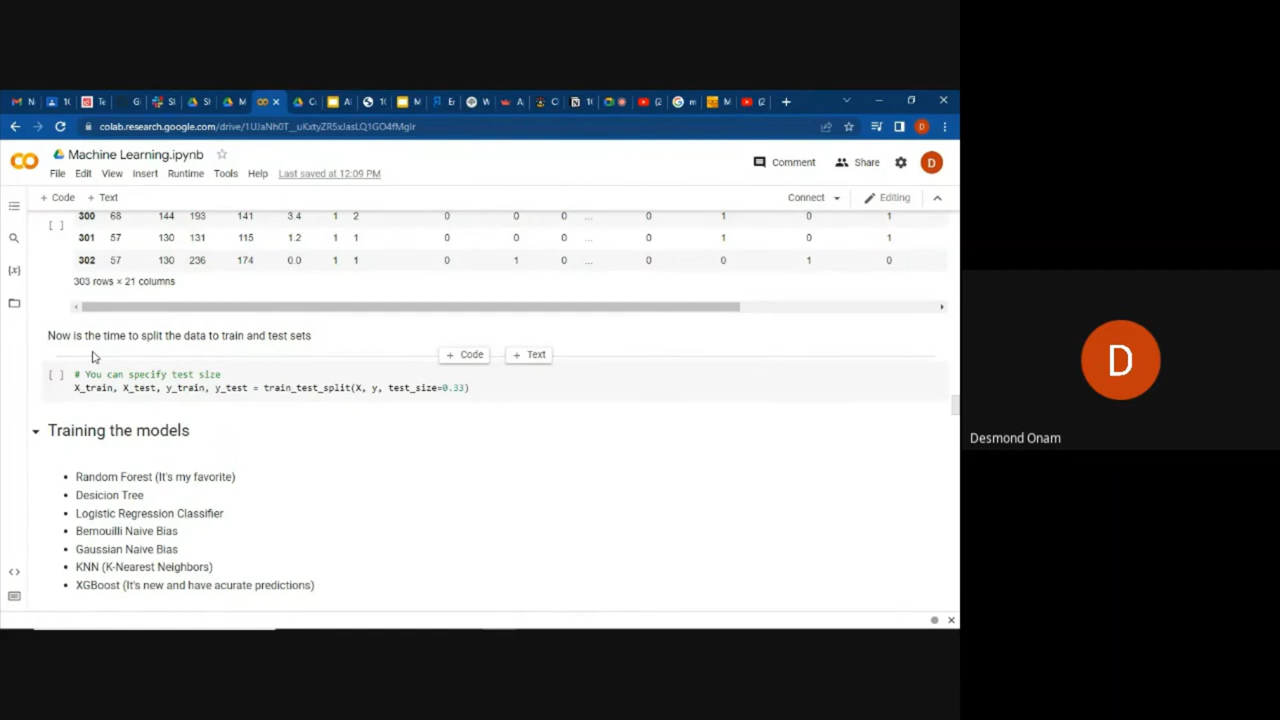 colab.research.google.com/drive/
Machine Learning.ipynb
File Edit View Insert Runtime Tools Help Last saved at 12:09 PM
Comment Share D
+ Code + Text Connect Editing
300 68 144 193 141 3.4 1 2 0 0 0 ... 0 1 0 1
[ ]
301 57 130 131 115 1.2 1 1 0 0 0 ... 0 1 0 1
302 57 130 236 174 0.0 1 1 0 1 0 ... 0 0 1 0
303 rows × 21 columns
Now is the time to split the data to train and test sets
+ Code + Text
[ ] # You can specify test size
X_train, X_test, y_train, y_test = train_test_split(X, y, test_size=0.33)
Training the models
• Random Forest (It's my favorite)
• Desicion Tree
• Logistic Regression Classifier
• Bernouilli Naive Bias
• Gaussian Naive Bias
• KNN (K-Nearest Neighbors)
• XGBoost (It's new and have acurate predictions)
D
Desmond Onam